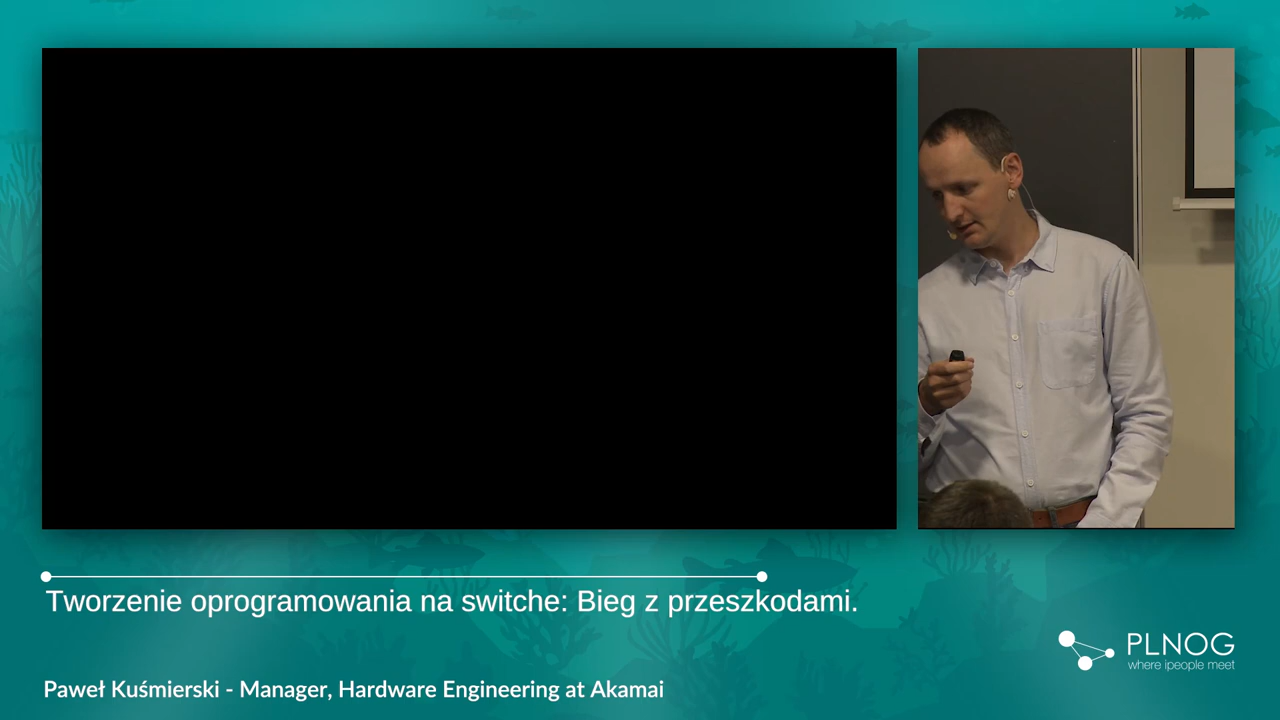 Tworzenie oprogramowania na switche: Bieg z przeszkodami.
PLNOG
where ipeople meet
Paweł Kuśmierski - Manager, Hardware Engineering at Akamai